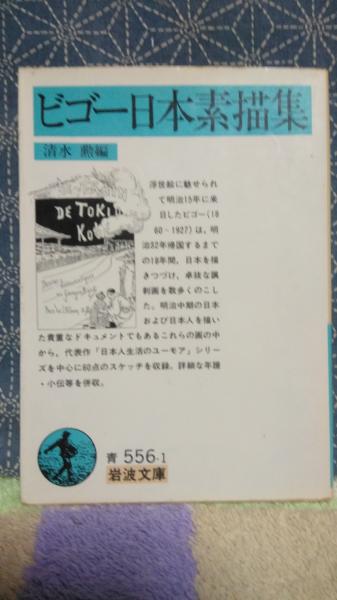 ビゴー日本素描集
清水 勲編
浮世絵に魅せられ
て明治15年に来
日したビゴー(18
60~1927)は、明
治32年帰国するまで
の18年間、日本を描
きつづけ、卓抜な諷
刺画を数多くのこし
た。明治中期の日本
および日本人を描い
た貴重なドキュメントでもあるこれらの画の中
から、代表作「日本人生活のユーモア」シリー
ズを中心に60点のスケッチを収録。詳細な年譜
・小伝等を併収。
DE TOKIO
青 556-1
岩波文庫